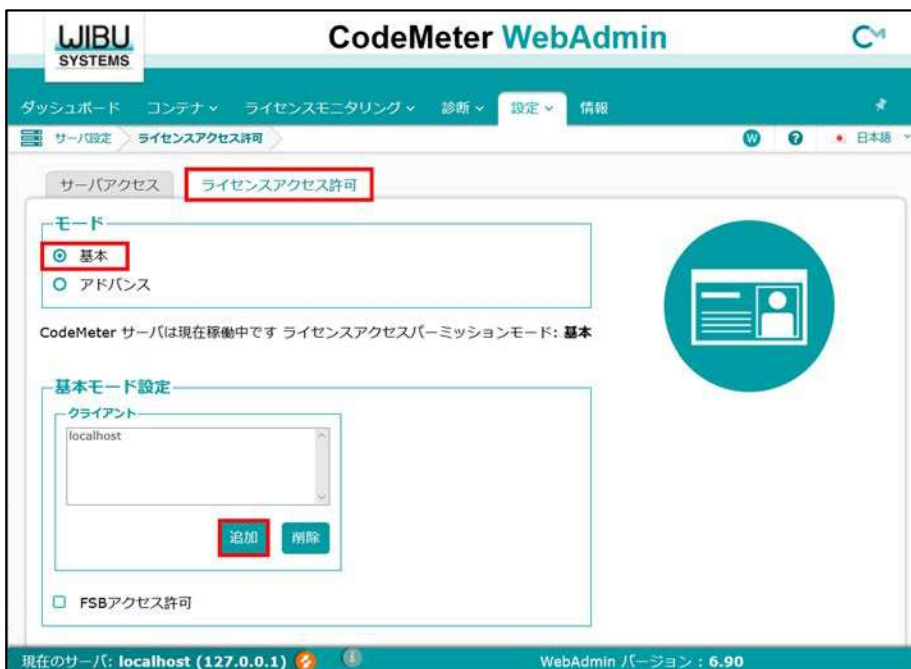 WIBU
SYSTEMS
CodeMeter WebAdmin
ダッシュボード コンテナ ライセンスモニタリング 診断 設定 情報
サーバ設定 ライセンスアクセス許可 W ? 日本語
サーバアクセス ライセンスアクセス許可
モード
基本
アドバンス
CodeMeter サーバは現在稼働中です ライセンスアクセスパーミッションモード: 基本
基本モード設定
クライアント
localhost
追加 削除
FSBアクセス許可
現在のサーバ: localhost (127.0.0.1) WebAdmin バージョン : 6.90